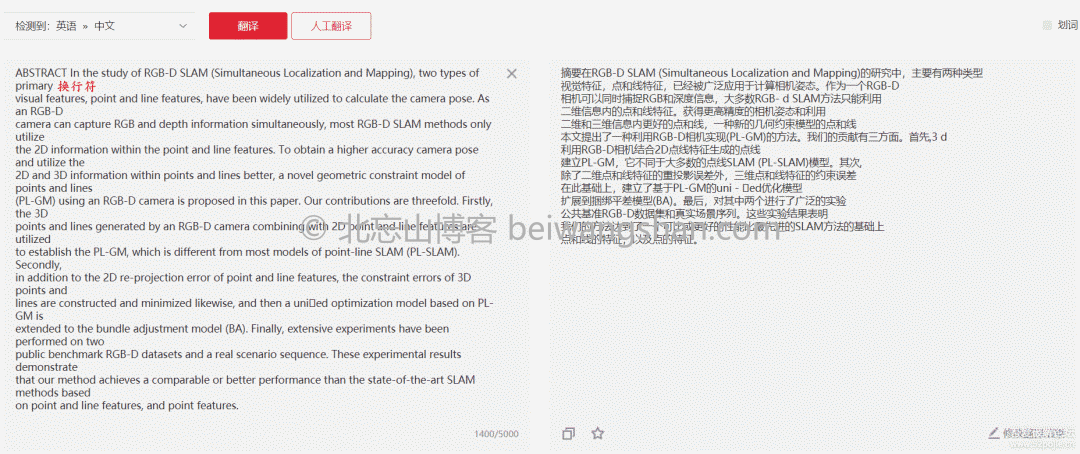 检测到：英语 » 中文
翻译
人工翻译
划词
ABSTRACT In the study of RGB-D SLAM (Simultaneous Localization and Mapping), two types of
primary 换行符
visual features, point and line features, have been widely utilized to calculate the camera pose. As
an RGB-D
camera can capture RGB and depth information simultaneously, most RGB-D SLAM methods only
utilize
the 2D information within the point and line features. To obtain a higher accuracy camera pose
and utilize the
2D and 3D information within points and lines better, a novel geometric constraint model of
points and lines
(PL-GM) using an RGB-D camera is proposed in this paper. Our contributions are threefold. Firstly,
the 3D
points and lines generated by an RGB-D camera combining with 2D point and line features are
utilized
to establish the PL-GM, which is different from most models of point-line SLAM (PL-SLAM).
Secondly,
in addition to the 2D re-projection error of point and line features, the constraint errors of 3D
points and
lines are constructed and minimized likewise, and then a uni▯ed optimization model based on PL-
GM is
extended to the bundle adjustment model (BA). Finally, extensive experiments have been
performed on two
public benchmark RGB-D datasets and a real scenario sequence. These experimental results
demonstrate
that our method achieves a comparable or better performance than the state-of-the-art SLAM
methods based
on point and line features, and point features.
1400/5000
摘要在RGB-D SLAM (Simultaneous Localization and Mapping)的研究中，主要有两种类型
视觉特征，点和线特征，已经被广泛应用于计算相机姿态。作为一个RGB-D
相机可以同时捕捉RGB和深度信息，大多数RGB- d SLAM方法只能利用
二维信息内的点和线特征。获得更高精度的相机姿态和利用
二维和三维信息内更好的点和线，一种新的几何约束模型的点和线
本文提出了一种利用RGB-D相机实现(PL-GM)的方法。我们的贡献有三方面。首先,3 d
利用RGB-D相机结合2D点线特征生成的点线
建立PL-GM，它不同于大多数的点线SLAM (PL-SLAM)模型。其次,
除了二维点和线特征的重投影误差外，三维点和线特征的约束误差
在此基础上，建立了基于PL-GM的uni - ▯ed优化模型
扩展到捆绑平差模型(BA)。最后，对其中两个进行了广泛的实验
公共基准RGB-D数据集和真实场景序列。这些实验结果表明
我们的方法达到了一个可比或更好的性能比最先进的SLAM方法的基础上
点和线的特征，以及点的特征。
© 北忘山博客 beiwangshan.com